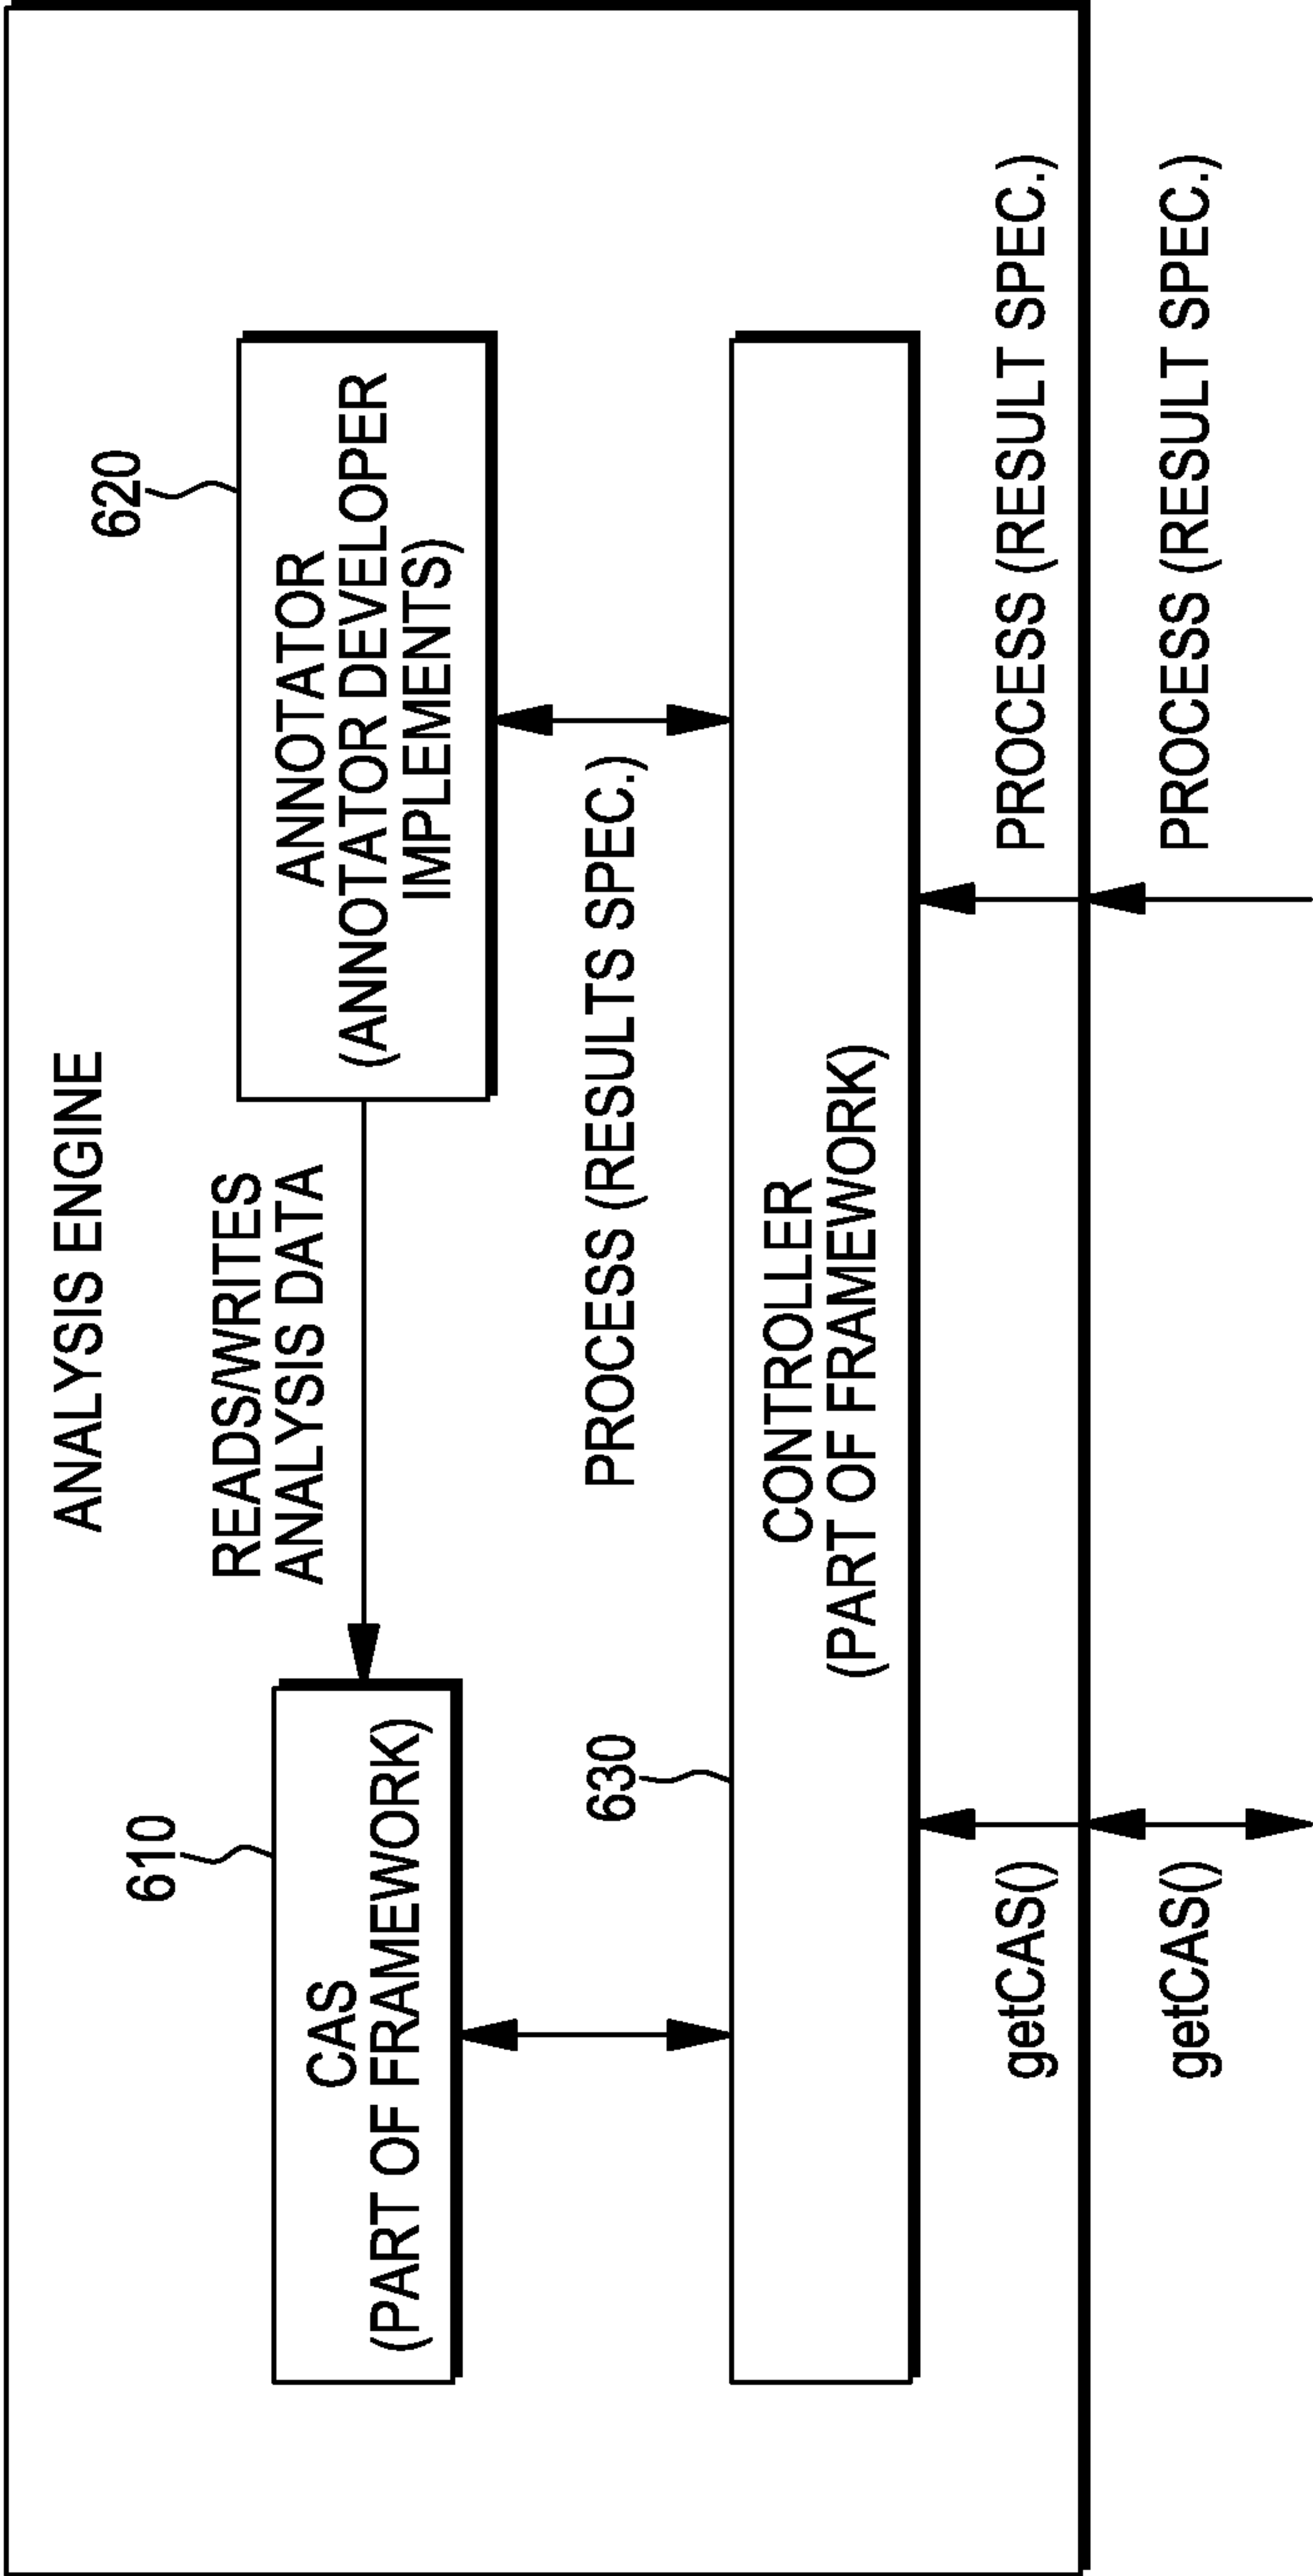 ANALYSIS ENGINE
610
CAS
(PART OF FRAMEWORK)
READS/WRITES
ANALYSIS DATA
620
ANNOTATOR
(ANNOTATOR DEVELOPER
IMPLEMENTS)
630
PROCESS (RESULTS SPEC.)
CONTROLLER
(PART OF FRAMEWORK)
getCAS()
PROCESS (RESULT SPEC.)
getCAS()
PROCESS (RESULT SPEC.)